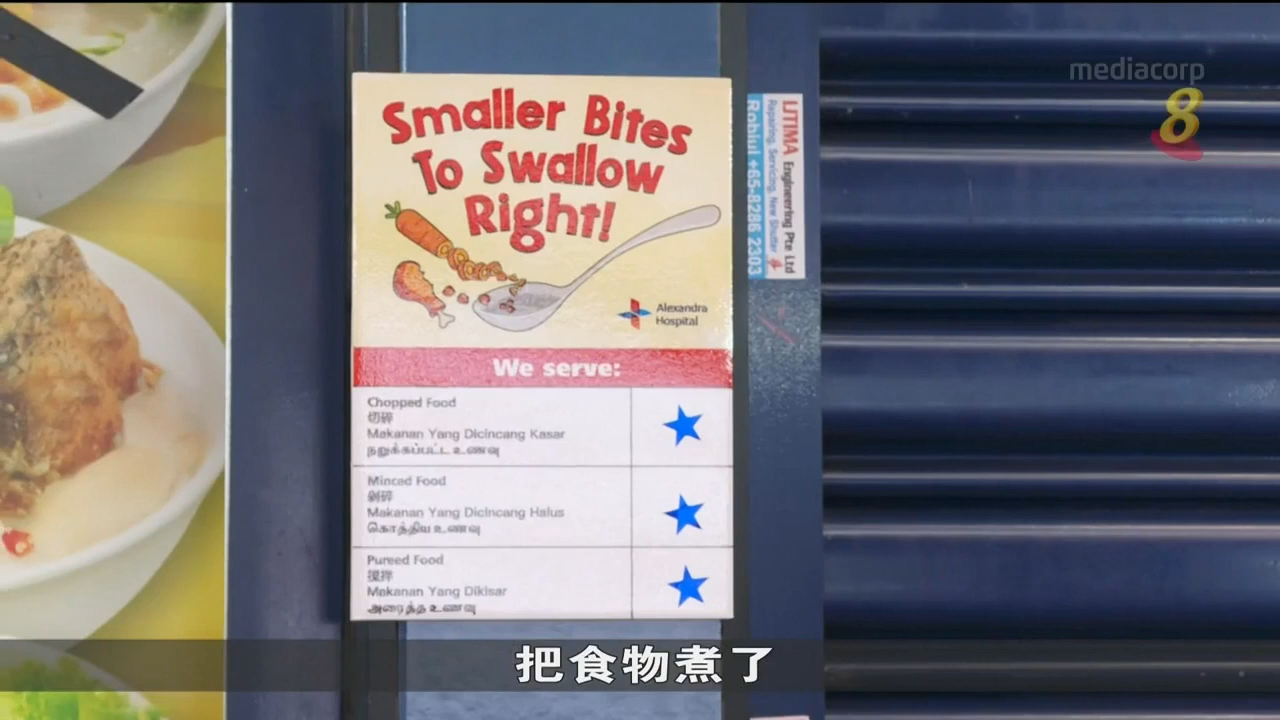 mediacorp
8
Smaller Bites
To Swallow
Right!
Alexandra
Hospital
We serve:
Chopped Food
切碎
Makanan Yang Dicincang Kasar
நறுக்கப்பட்ட உணவு
Minced Food
剁碎
Makanan Yang Dicincang Halus
கொத்திய உணவு
Pureed Food
搅拌
Makanan Yang Dikisar
அரைத்த உணவு
UTIMA Engineering Pte Ltd
Repairing, Servicing, New Shutter
Robiul +65-8286 2303
把食物煮了